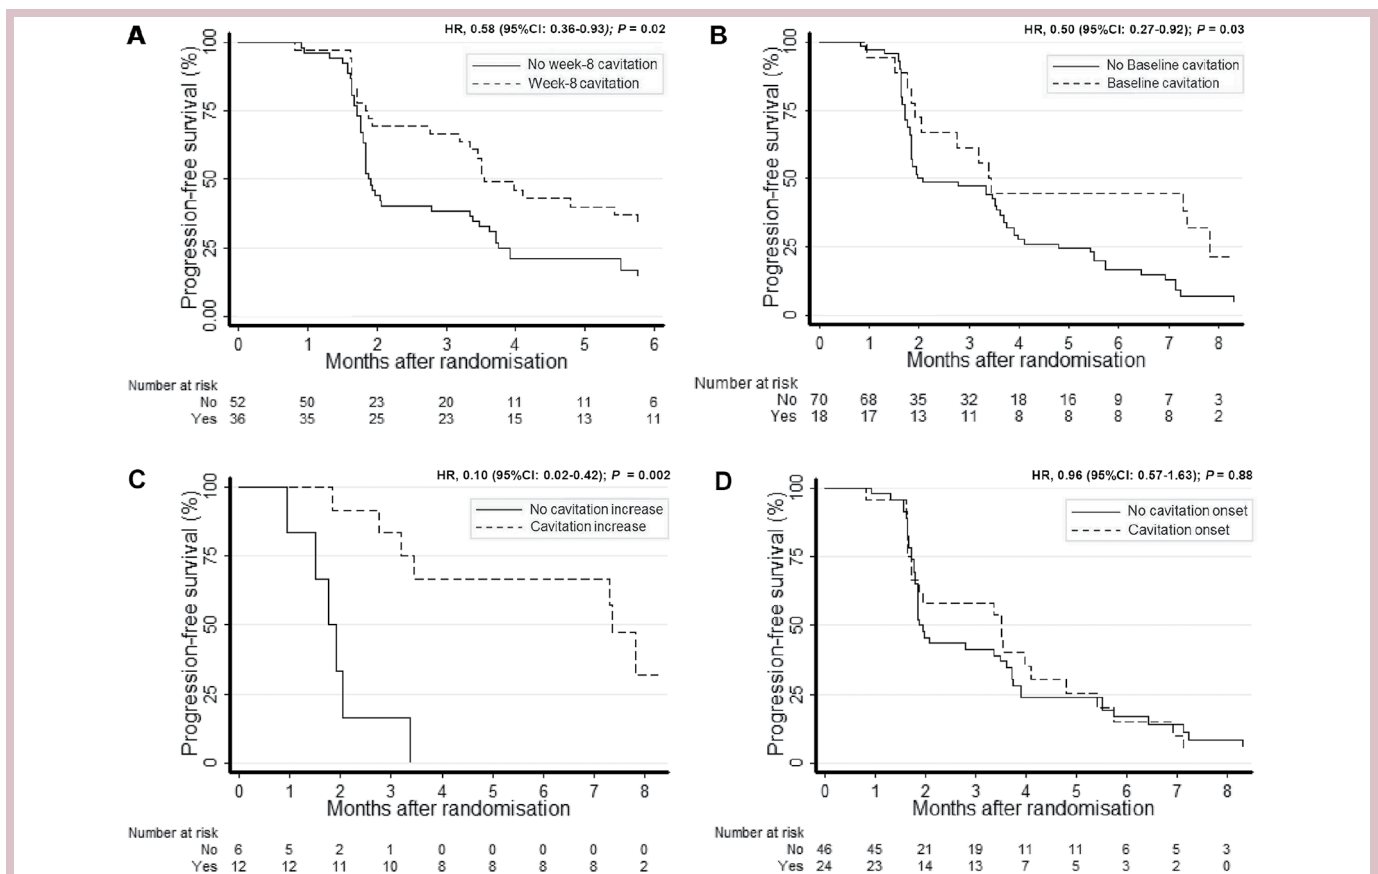 A
HR, 0.58 (95%CI: 0.36-0.93); P = 0.02
No week-8 cavitation
Week-8 cavitation
Progression-free survival (%)
100
75
50
25
0.00
0 1 2 3 4 5 6
Months after randomisation
Number at risk
No 52 50 23 20 11 11 6
Yes 36 35 25 23 15 13 11
B
HR, 0.50 (95%CI: 0.27-0.92); P = 0.03
No Baseline cavitation
Baseline cavitation
Progression-free survival (%)
100
75
50
25
0
0 1 2 3 4 5 6 7 8
Months after randomisation
Number at risk
No 70 68 35 32 18 16 9 7 3
Yes 18 17 13 11 8 8 8 8 2
C
HR, 0.10 (95%CI: 0.02-0.42); P = 0.002
No cavitation increase
Cavitation increase
Progression-free survival (%)
100
75
50
25
0
0 1 2 3 4 5 6 7 8
Months after randomisation
Number at risk
No 6 5 2 1 0 0 0 0 0
Yes 12 12 11 10 8 8 8 8 2
D
HR, 0.96 (95%CI: 0.57-1.63); P = 0.88
No cavitation onset
Cavitation onset
Progression-free survival (%)
100
75
50
25
0
0 1 2 3 4 5 6 7 8
Months after randomisation
Number at risk
No 46 45 21 19 11 11 6 5 3
Yes 24 23 14 13 7 5 3 2 0